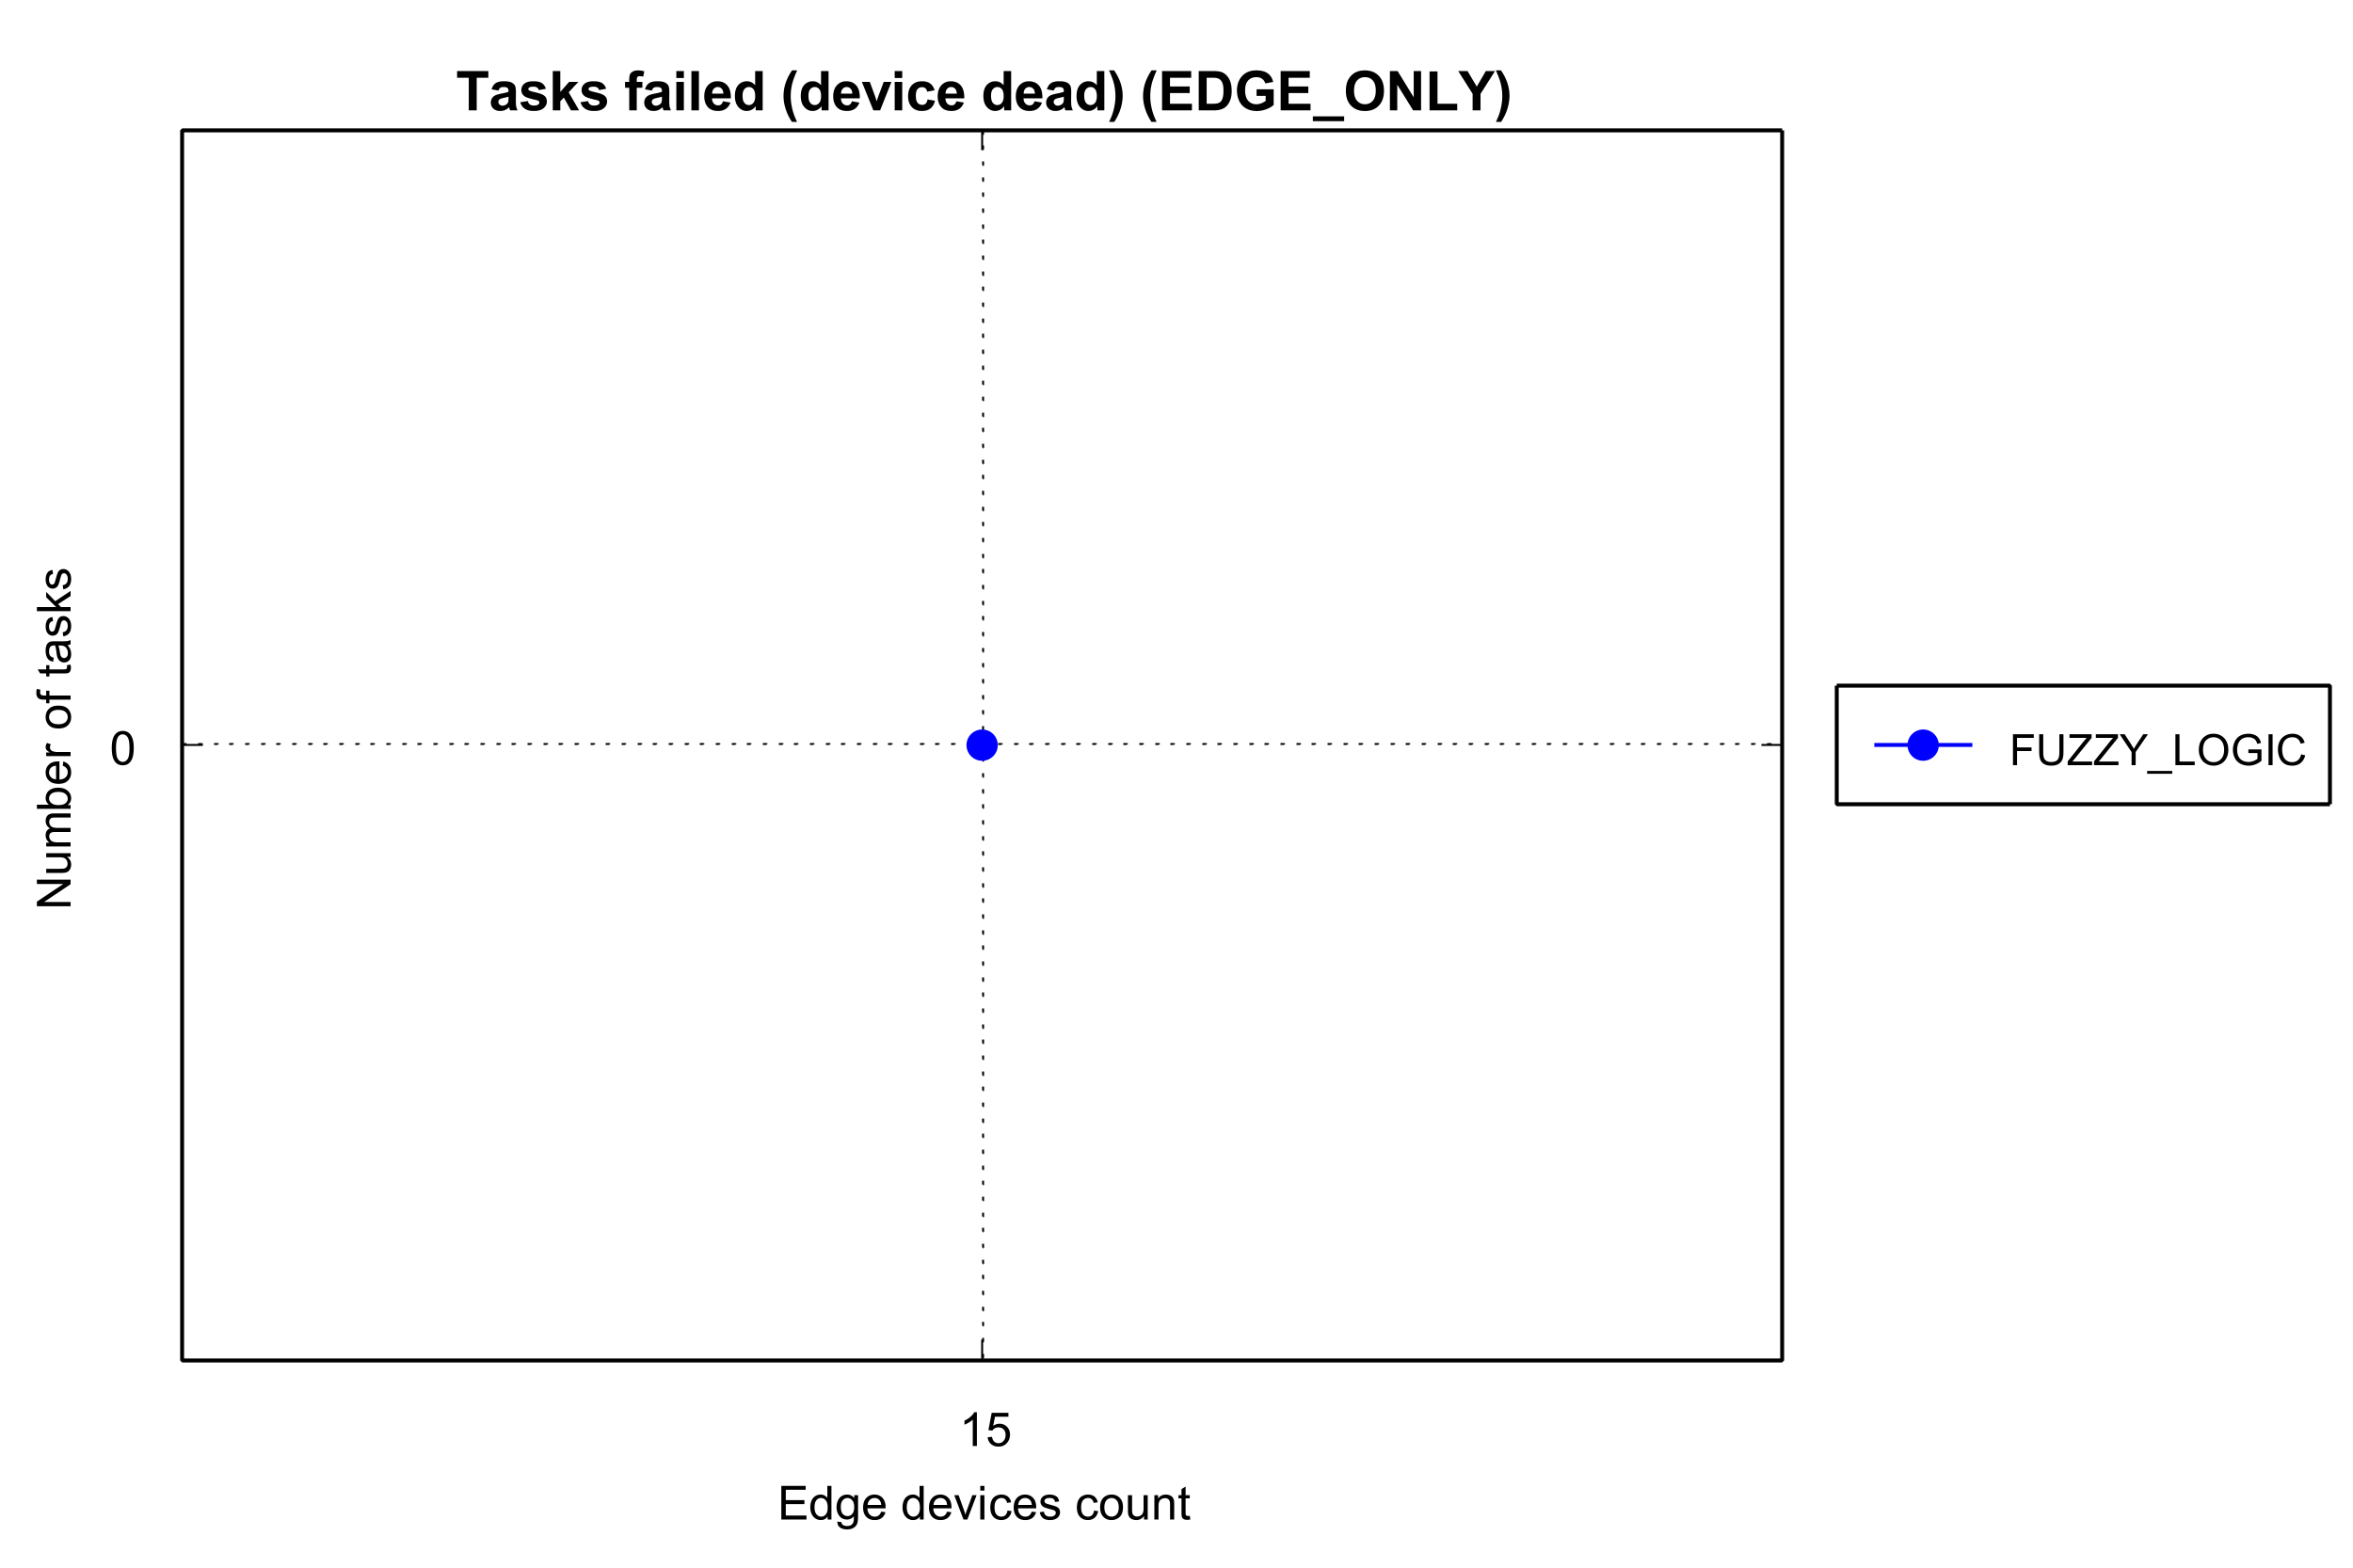 Tasks failed (device dead) (EDGE_ONLY)
Number of tasks
0
FUZZY_LOGIC
15
Edge devices count